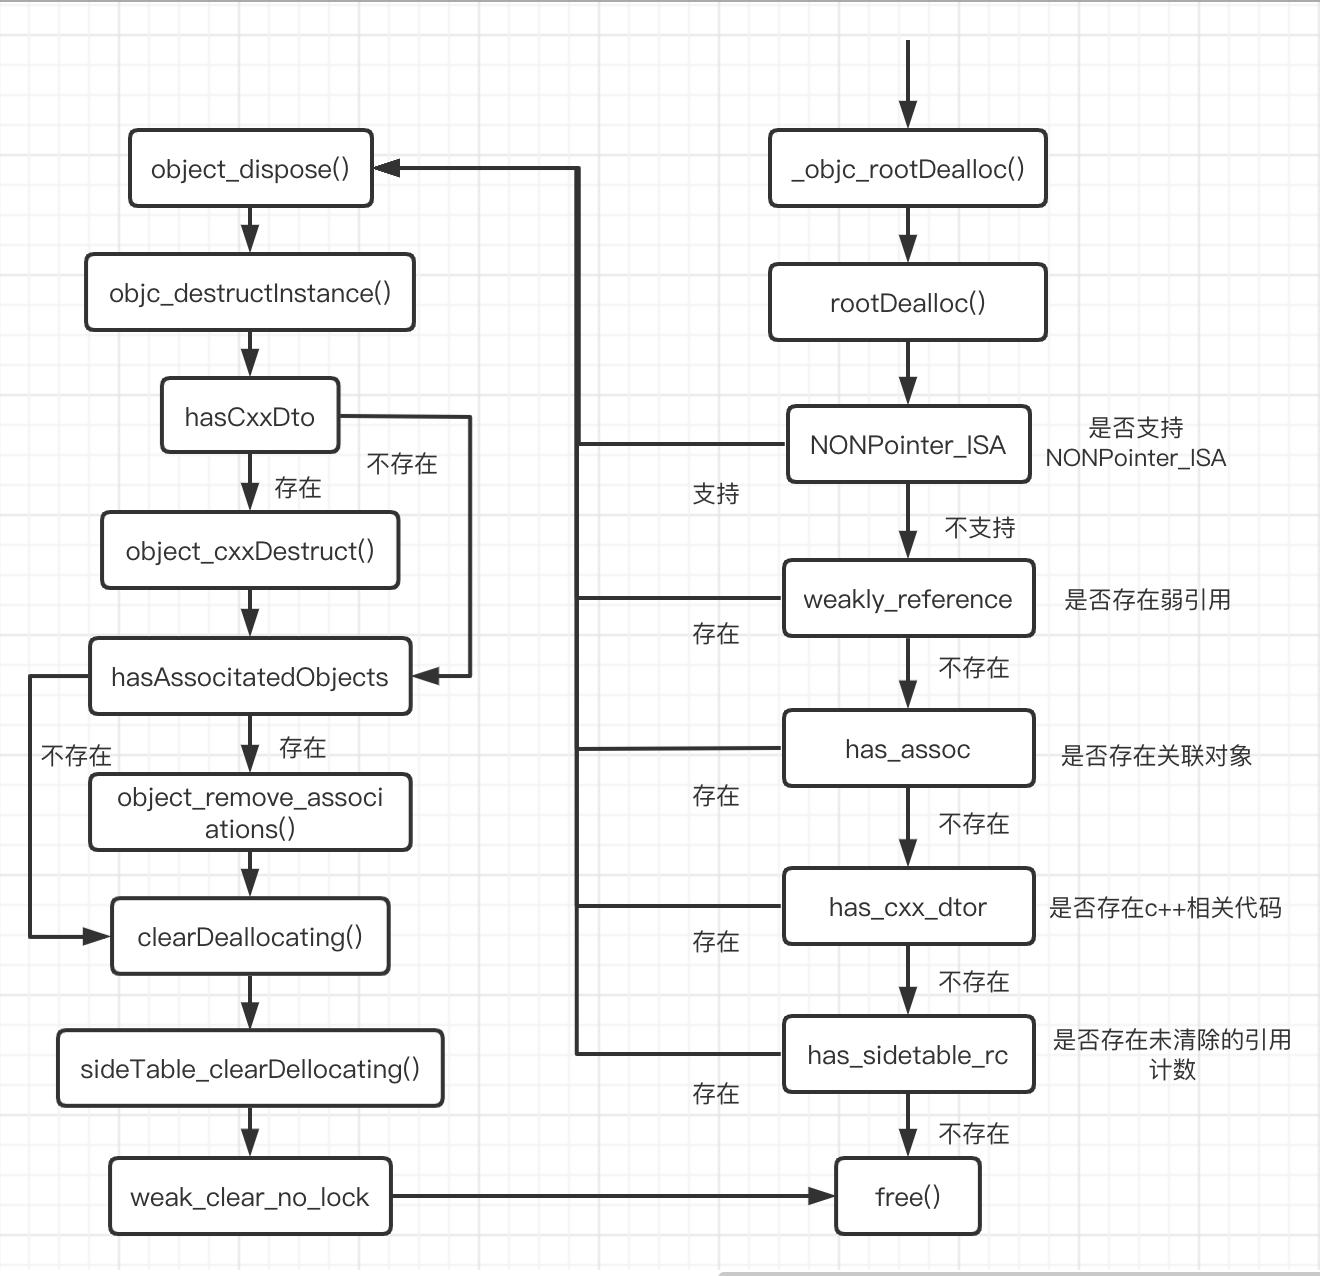 object_dispose()
objc_destructInstance()
hasCxxDto
不存在
存在
object_cxxDestruct()
hasAssocitatedObjects
不存在
存在
object_remove_associ
ations()
clearDeallocating()
sideTable_clearDellocating()
weak_clear_no_lock
_objc_rootDealloc()
rootDealloc()
NONPointer_ISA
是否支持
NONPointer_ISA
支持
不支持
weakly_reference
是否存在弱引用
存在
不存在
has_assoc
是否存在关联对象
存在
不存在
has_cxx_dtor
是否存在c++相关代码
存在
不存在
has_sidetable_rc
是否存在未清除的引用
计数
存在
不存在
free()